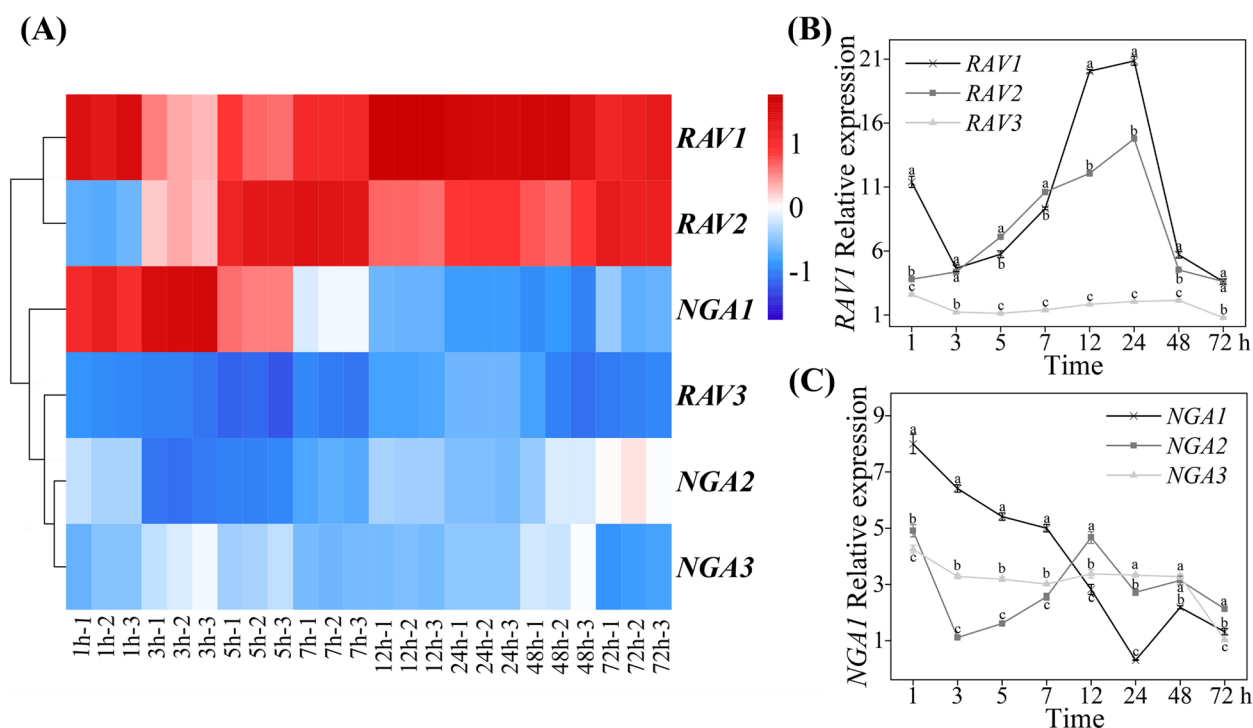 (A)
RAV1
RAV2
NGA1
RAV3
NGA2
NGA3
1
0
-1
1h-1 1h-2 1h-3 3h-1 3h-2 3h-3 5h-1 5h-2 5h-3 7h-1 7h-2 7h-3 12h-1 12h-2 12h-3 24h-1 24h-2 24h-3 48h-1 48h-2 48h-3 72h-1 72h-2 72h-3
(B)
RAV1 Relative expression
21
16
11
6
1
RAV1
RAV2
RAV3
a a a a a a a a
b a b b b b b a
c b c c c c c b
1 3 5 7 12 24 48 72 h
Time
(C)
NGA1 Relative expression
9
7
5
3
1
NGA1
NGA2
NGA3
a a a a a a a a
b b b b b b a b
c c c c c c b c
1 3 5 7 12 24 48 72 h
Time